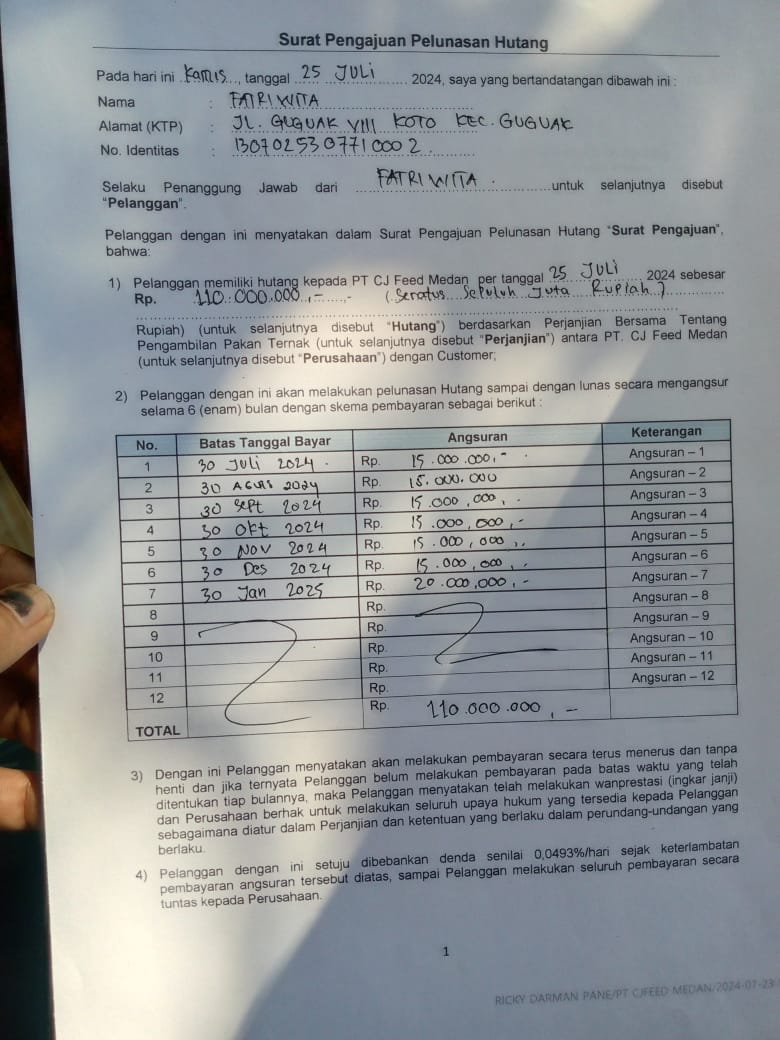 Surat Pengajuan Pelunasan Hutang
Pada hari ini Kamis, tanggal 25 JULI 2024, saya yang bertandatangan dibawah ini :
Nama : FATRI WITA
Alamat (KTP) : JL. GUGUAK VIII KOTO KEC. GUGUAK
No. Identitas : 1307025307710002
Selaku Penanggung Jawab dari FATRI WITA untuk selanjutnya disebut
"Pelanggan".
Pelanggan dengan ini menyatakan dalam Surat Pengajuan Pelunasan Hutang "Surat Pengajuan",
bahwa:
1) Pelanggan memiliki hutang kepada PT CJ Feed Medan per tanggal 25 JULI 2024 sebesar
Rp. 110.000.000,- (Seratus Sepuluh Juta Rupiah)
Rupiah) (untuk selanjutnya disebut "Hutang") berdasarkan Perjanjian Bersama Tentang
Pengambilan Pakan Ternak (untuk selanjutnya disebut "Perjanjian") antara PT. CJ Feed Medan
(untuk selanjutnya disebut "Perusahaan") dengan Customer;
2) Pelanggan dengan ini akan melakukan pelunasan Hutang sampai dengan lunas secara mengangsur
selama 6 (enam) bulan dengan skema pembayaran sebagai berikut :
No. Batas Tanggal Bayar Angsuran Keterangan
1 30 Juli 2024 Rp. 15.000.000,- Angsuran – 1
2 30 AGUS 2024 Rp. 15.000.000 Angsuran – 2
3 30 Sept 2024 Rp. 15.000,000,- Angsuran – 3
4 30 Okt 2024 Rp. 15.000,000,- Angsuran – 4
5 30 NOV 2024 Rp. 15.000,000,- Angsuran – 5
6 30 Des 2024 Rp. 15.000,000,- Angsuran – 6
7 30 Jan 2025 Rp. 20.000,000,- Angsuran – 7
8 Rp. Angsuran – 8
9 Rp. Angsuran – 9
10 Rp. Angsuran – 10
11 Rp. Angsuran – 11
12 Rp. Angsuran – 12
TOTAL Rp. 110.000.000,-
3) Dengan ini Pelanggan menyatakan akan melakukan pembayaran secara terus menerus dan tanpa
henti dan jika ternyata Pelanggan belum melakukan pembayaran pada batas waktu yang telah
ditentukan tiap bulannya, maka Pelanggan menyatakan telah melakukan wanprestasi (ingkar janji)
dan Perusahaan berhak untuk melakukan seluruh upaya hukum yang tersedia kepada Pelanggan
sebagaimana diatur dalam Perjanjian dan ketentuan yang berlaku dalam perundang-undangan yang
berlaku.
4) Pelanggan dengan ini setuju dibebankan denda senilai 0,0493%/hari sejak keterlambatan
pembayaran angsuran tersebut diatas, sampai Pelanggan melakukan seluruh pembayaran secara
tuntas kepada Perusahaan.
1
RICKY DARMAN PANE/PT CJFEED MEDAN/2024-07-23